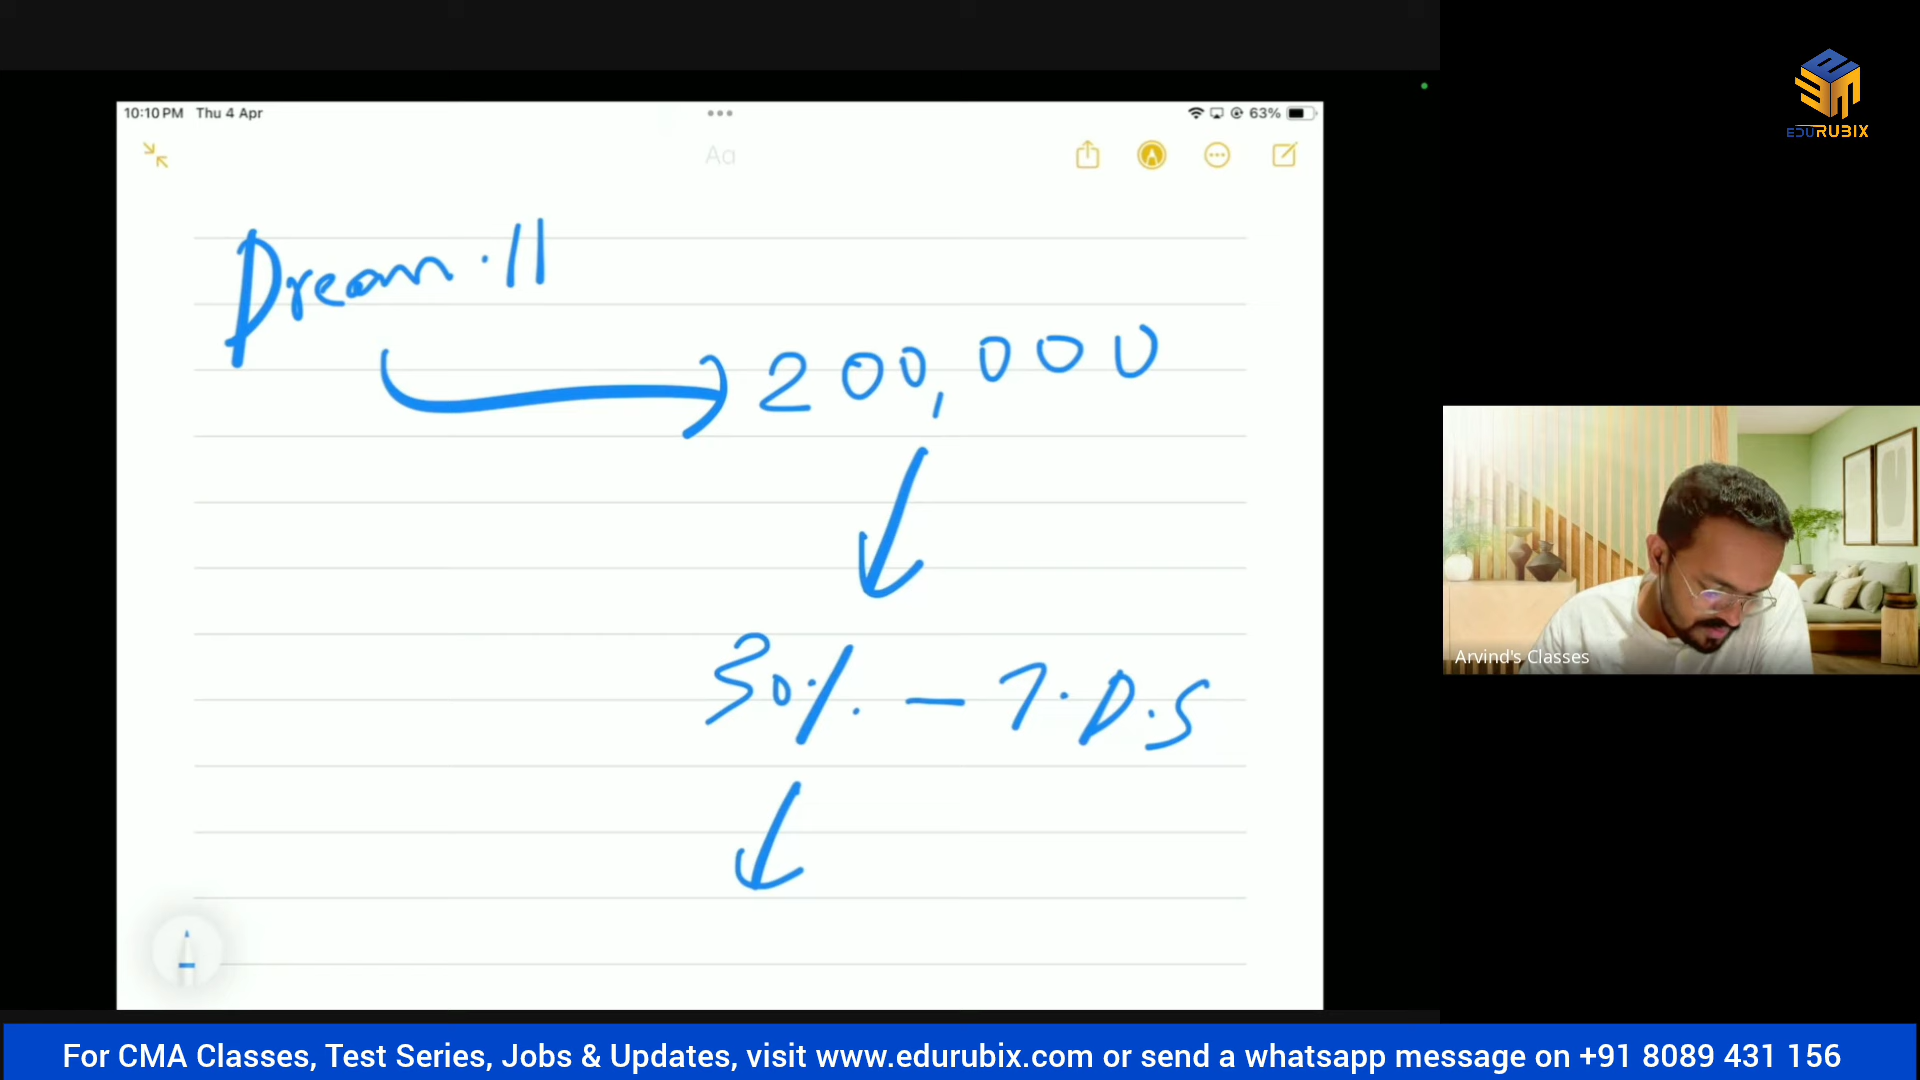 10:10 PM Thu 4 Apr
63%
Aa
Dream.11
200,000
30%. - T.D.S
EDURUBIX
Arvind's Classes
For CMA Classes, Test Series, Jobs & Updates, visit www.edurubix.com or send a whatsapp message on +91 8089 431 156